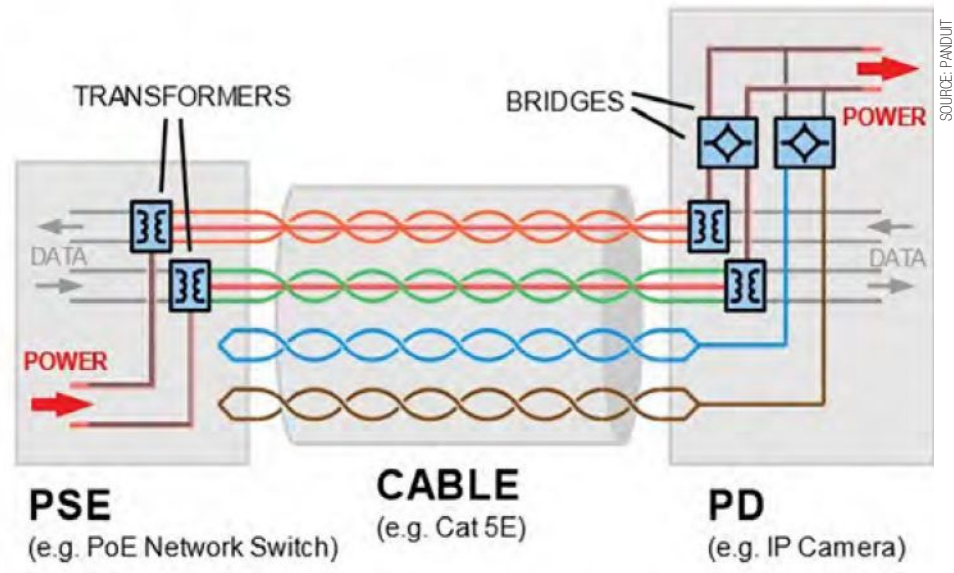 SOURCE: PANDUIT
TRANSFORMERS
BRIDGES
POWER
DATA
DATA
POWER
PSE
(e.g. PoE Network Switch)
CABLE
(e.g. Cat 5E)
PD
(e.g. IP Camera)